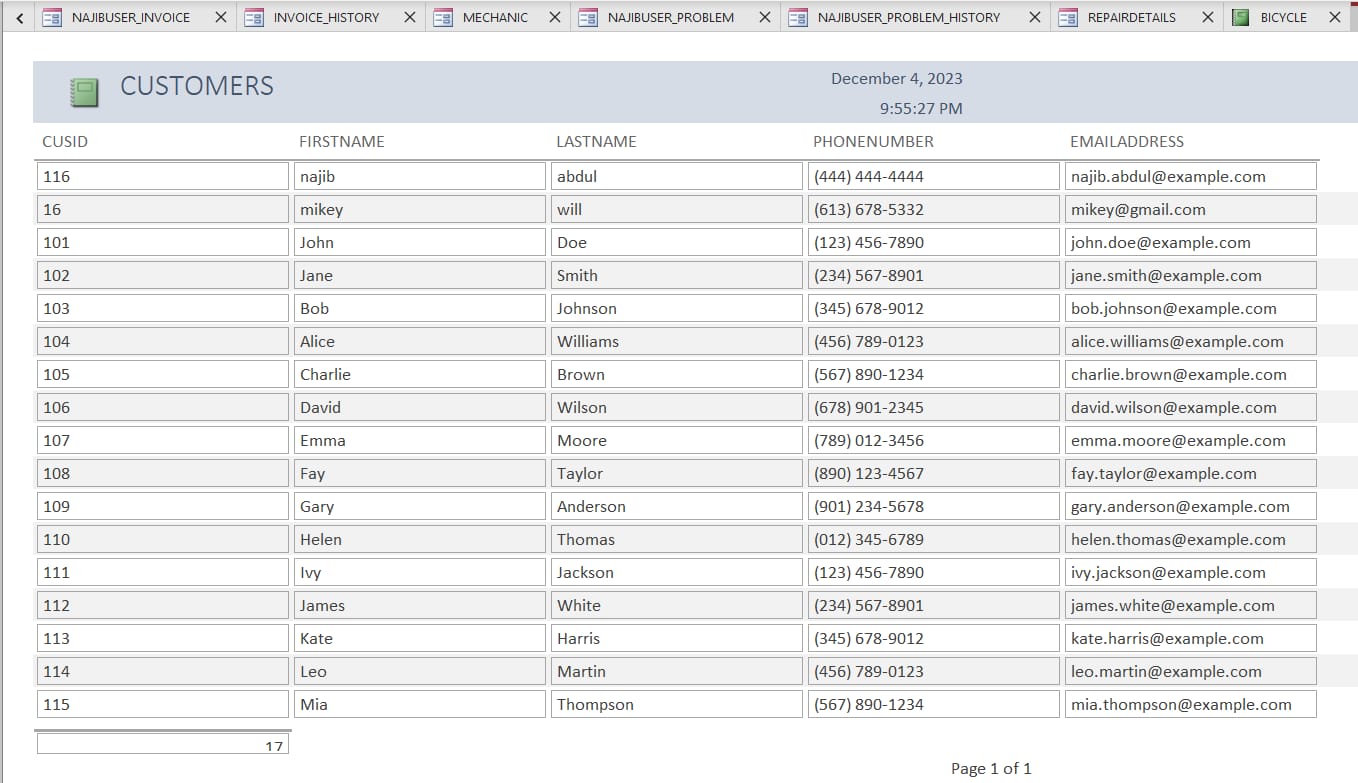 NAJIBUSER_INVOICE INVOICE_HISTORY MECHANIC NAJIBUSER_PROBLEM NAJIBUSER_PROBLEM_HISTORY REPAIRDETAILS BICYCLE
CUSTOMERS December 4, 2023
9:55:27 PM
CUSID FIRSTNAME LASTNAME PHONENUMBER EMAILADDRESS
116 najib abdul (444) 444-4444 najib.abdul@example.com
16 mikey will (613) 678-5332 mikey@gmail.com
101 John Doe (123) 456-7890 john.doe@example.com
102 Jane Smith (234) 567-8901 jane.smith@example.com
103 Bob Johnson (345) 678-9012 bob.johnson@example.com
104 Alice Williams (456) 789-0123 alice.williams@example.com
105 Charlie Brown (567) 890-1234 charlie.brown@example.com
106 David Wilson (678) 901-2345 david.wilson@example.com
107 Emma Moore (789) 012-3456 emma.moore@example.com
108 Fay Taylor (890) 123-4567 fay.taylor@example.com
109 Gary Anderson (901) 234-5678 gary.anderson@example.com
110 Helen Thomas (012) 345-6789 helen.thomas@example.com
111 Ivy Jackson (123) 456-7890 ivy.jackson@example.com
112 James White (234) 567-8901 james.white@example.com
113 Kate Harris (345) 678-9012 kate.harris@example.com
114 Leo Martin (456) 789-0123 leo.martin@example.com
115 Mia Thompson (567) 890-1234 mia.thompson@example.com
17
Page 1 of 1